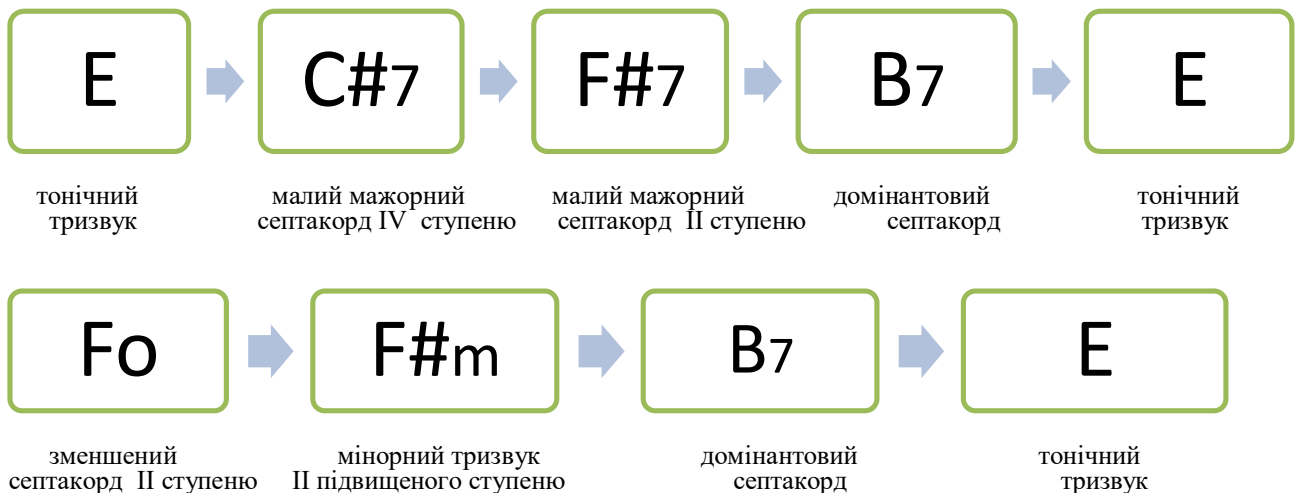 E C#7 F#7 B7 E
тонічний малий мажорний малий мажорний домінантовий тонічний
тризвук септакорд IV ступеню септакорд II ступеню септакорд тризвук
Fo F#m B7 E
зменшений мінорний тризвук домінантовий тонічний
септакорд II ступеню II підвищеного ступеню септакорд тризвук